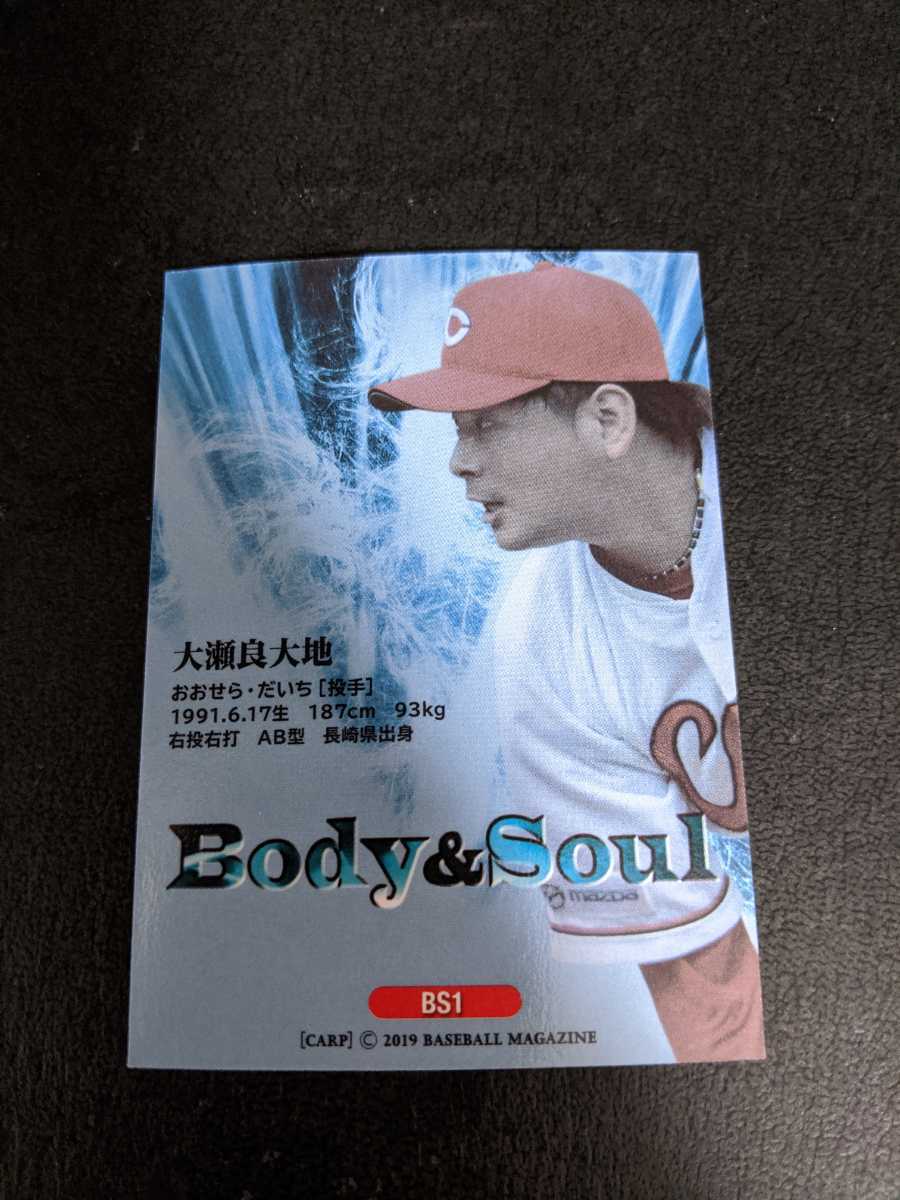 C
大瀬良大地
おおせら・だいち [投手]
1991.6.17生 187cm 93kg
右投右打 AB型 長崎県出身
Body&Soul
mazda
BS1
[CARP] © 2019 BASEBALL MAGAZINE